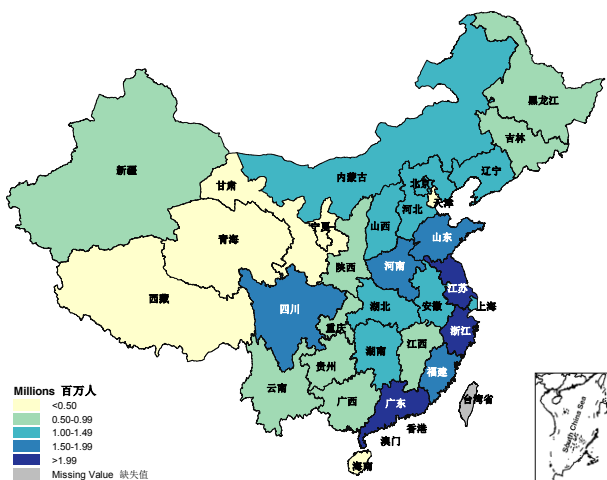 黑龙江
吉林
新疆
辽宁
内蒙古
甘肃
北京
天津
河北
宁夏
山西
青海
山东
陕西
河南
江苏
西藏
四川
安徽
上海
湖北
重庆
浙江
湖南
江西
贵州
福建
云南
广西
广东
台湾省
香港
澳门
海南
South China Sea
Millions 百万人
<0.50
0.50-0.99
1.00-1.49
1.50-1.99
>1.99
Missing Value 缺失值